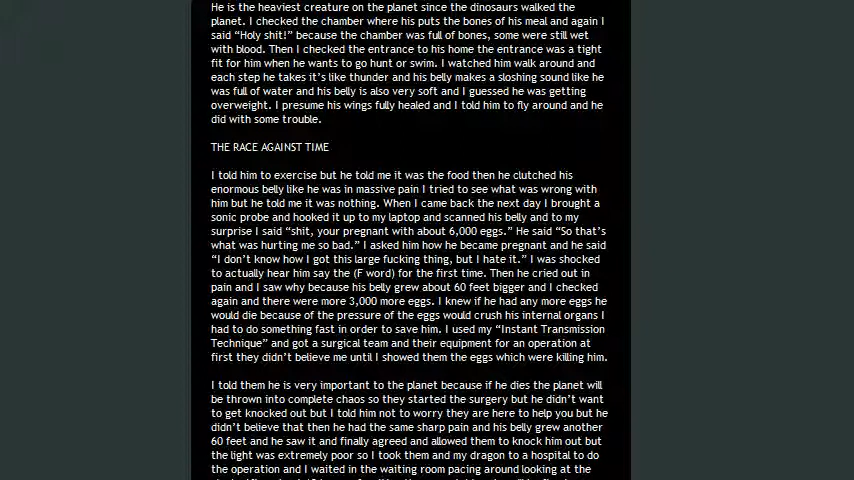 He is the heaviest creature on the planet since the dinosaurs walked the
planet. I checked the chamber where his puts the bones of his meal and again I
said “Holy shit!” because the chamber was full of bones, some were still wet
with blood. Then I checked the entrance to his home the entrance was a tight
fit for him when he wants to go hunt or swim. I watched him walk around and
each step he takes it’s like thunder and his belly makes a sloshing sound like he
was full of water and his belly is also very soft and I guessed he was getting
overweight. I presume his wings fully healed and I told him to fly around and he
did with some trouble.
THE RACE AGAINST TIME
I told him to exercise but he told me it was the food then he clutched his
enormous belly like he was in massive pain I tried to see what was wrong with
him but he told me it was nothing. When I came back the next day I brought a
sonic probe and hooked it up to my laptop and scanned his belly and to my
surprise I said “shit, your pregnant with about 6,000 eggs.” He said “So that’s
what was hurting me so bad.” I asked him how he became pregnant and he said
“I don’t know how I got this large fucking thing, but I hate it.” I was shocked
to actually hear him say the (F word) for the first time. Then he cried out in
pain and I saw why because his belly grew about 60 feet bigger and I checked
again and there were more 3,000 more eggs. I knew if he had any more eggs he
would die because of the pressure of the eggs would crush his internal organs I
had to do something fast in order to save him. I used my “Instant Transmission
Technique” and got a surgical team and their equipment for an operation at
first they didn’t believe me until I showed them the eggs which were killing him.
I told them he is very important to the planet because if he dies the planet will
be thrown into complete chaos so they started the surgery but he didn’t want
to get knocked out but I told him not to worry they are here to help you but he
didn’t believe that then he had the same sharp pain and his belly grew another
60 feet and he saw it and finally agreed and allowed them to knock him out but
the light was extremely poor so I took them and my dragon to a hospital to do
the operation and I waited in the waiting room pacing around looking at the